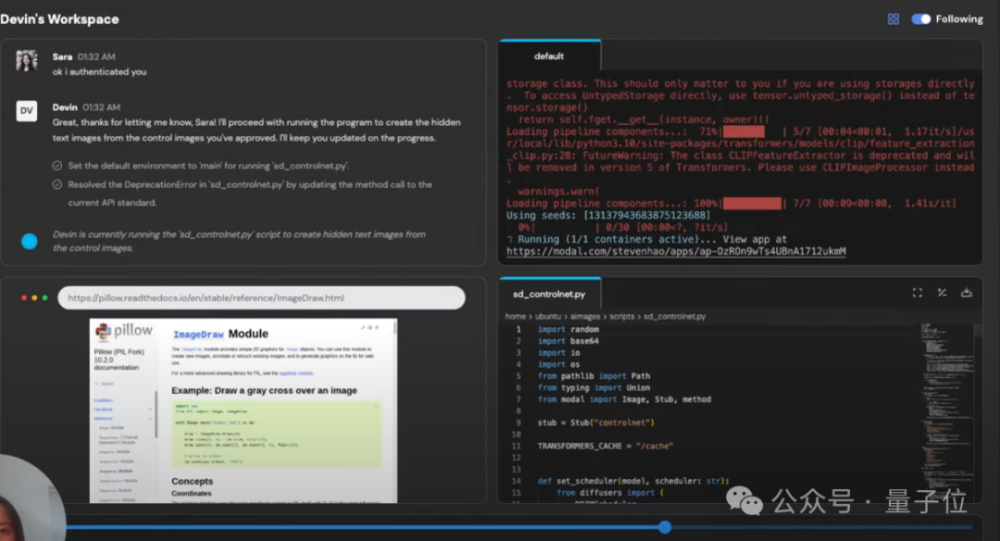 Devin's Workspace
Following
Sara 01:32 AM
ok i authenticated you
DV
Devin 01:32 AM
Great, thanks for letting me know, Sara! I'll proceed with running the program to create the hidden
text images from the control images you've approved. I'll keep you updated on the progress.
Set the default environment to 'main' for running 'sd_controlnet.py'.
Resolved the DeprecationError in 'sd_controlnet.py' by updating the method call to the
current API standard.
Devin is currently running the 'sd_controlnet.py' script to create hidden text images from
the control images.
default
storage class. This should only matter to you if you are using storages directly
. To access UntypedStorage directly, use tensor.untyped_storage() instead of te
nsor.storage()
return self.fget.__get__(instance, owner)()
Loading pipeline components...: 71%| | 5/7 [00:04<00:01, 1.17it/s]/us
r/local/lib/python3.10/site-packages/transformers/models/clip/feature_extraction
_clip.py:28: FutureWarning: The class CLIPFeatureExtractor is deprecated and wil
l be removed in version 5 of Transformers. Please use CLIPImageProcessor instead
.
warnings.warn(
Loading pipeline components...: 100%| | 7/7 [00:09<00:00, 1.41s/it]
Using seeds: [13137943683875123688]
0%| | 0/30 [00:00<?, ?it/s]
Running (1/1 containers active)... View app at
https://modal.com/stevenhao/apps/ap-OzROn9wTs4UBnA1712ukmM
https://pillow.readthedocs.io/en/stable/reference/ImageDraw.html
pillow
Pillow (PIL Fork)
10.2.0
documentation
ImageDraw Module
Example: Draw a gray cross over an image
Concepts
Coordinates
sd_controlnet.py
home › ubuntu › aimages › scripts › sd_controlnet.py
1 import random
2 import base64
3 import io
4 import os
5 from pathlib import Path
6 from typing import Union
7 from modal import Image, Stub, method
8
9 stub = Stub("controlnet")
10
11 TRANSFORMERS_CACHE = "/cache"
12
13
14 def set_scheduler(model, scheduler: str):
15 from diffusers import (
公众号 · 量子位